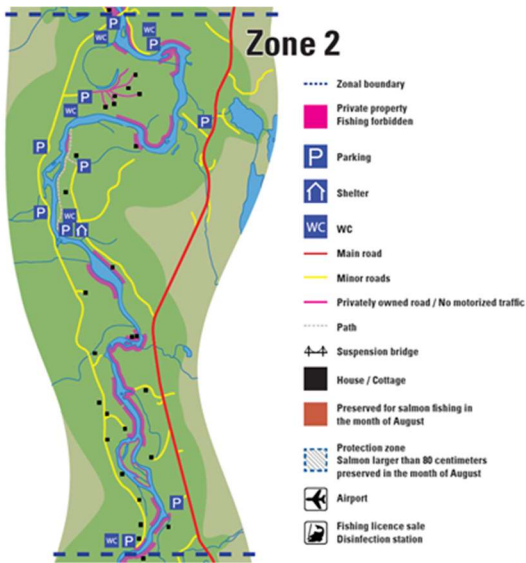 Zone 2
P
WC
WC
P
P
WC
P
P
P
P
WC
P
P
WC
P
Zonal boundary
Private property
Fishing forbidden
P
Parking
Shelter
WC
WC
Main road
Minor roads
Privately owned road / No motorized traffic
Path
Suspension bridge
House / Cottage
Preserved for salmon fishing in
the month of August
Protection zone
Salmon larger than 80 centimeters
preserved in the month of August
Airport
Fishing licence sale
Disinfection station